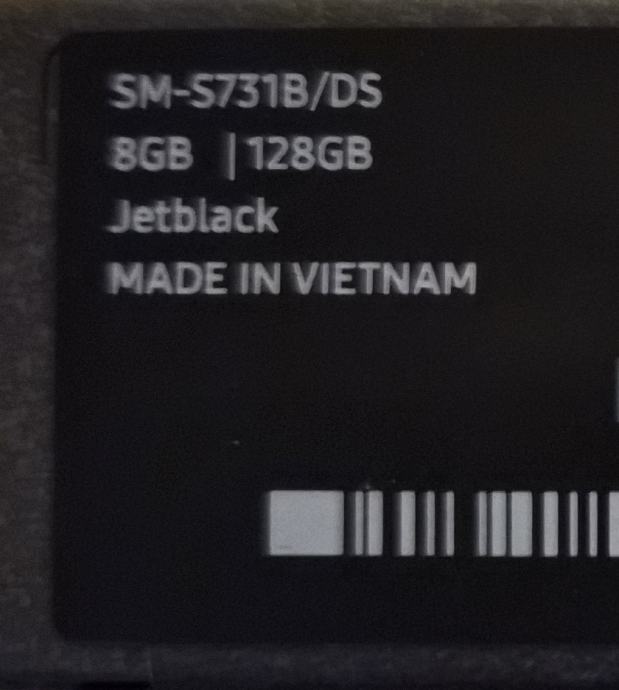 SM-S731B/DS
8GB | 128GB
Jetblack
MADE IN VIETNAM